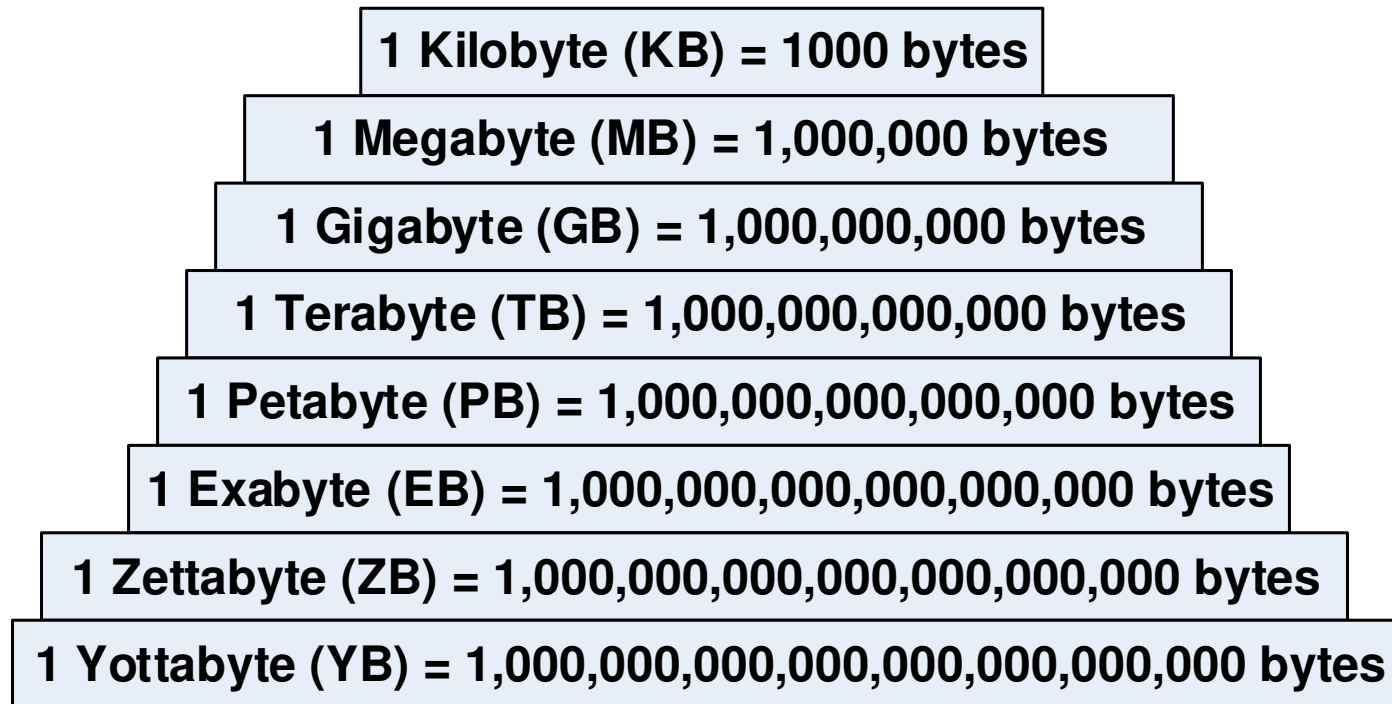 1 Kilobyte (KB) = 1000 bytes
1 Megabyte (MB) = 1,000,000 bytes
1 Gigabyte (GB) = 1,000,000,000 bytes
1 Terabyte (TB) = 1,000,000,000,000 bytes
1 Petabyte (PB) = 1,000,000,000,000,000 bytes
1 Exabyte (EB) = 1,000,000,000,000,000,000 bytes
1 Zettabyte (ZB) = 1,000,000,000,000,000,000,000 bytes
1 Yottabyte (YB) = 1,000,000,000,000,000,000,000,000 bytes